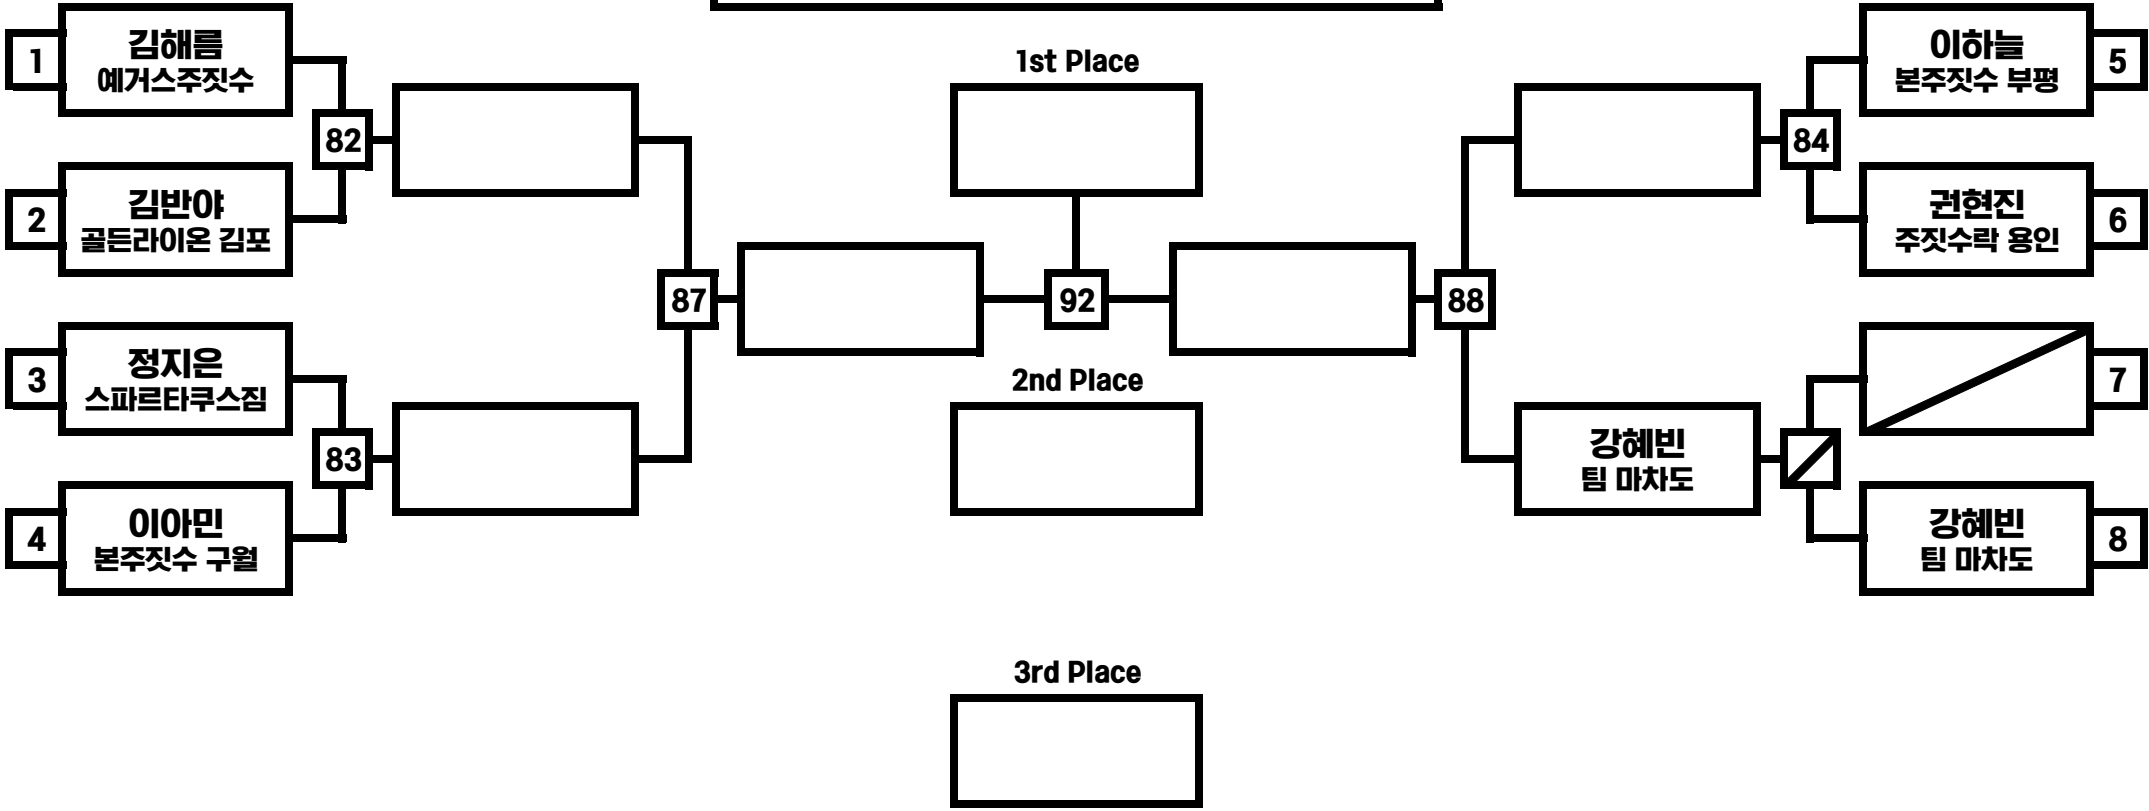 1
김해름
예거스주짓수
2
김반야
골든라이온 김포
3
정지은
스파르타쿠스짐
4
이아민
본주짓수 구월
82
83
87
1st Place
92
2nd Place
3rd Place
88
84
강혜빈
팀 마차도
이하늘
본주짓수 부평
5
권현진
주짓수락 용인
6
7
강혜빈
팀 마차도
8